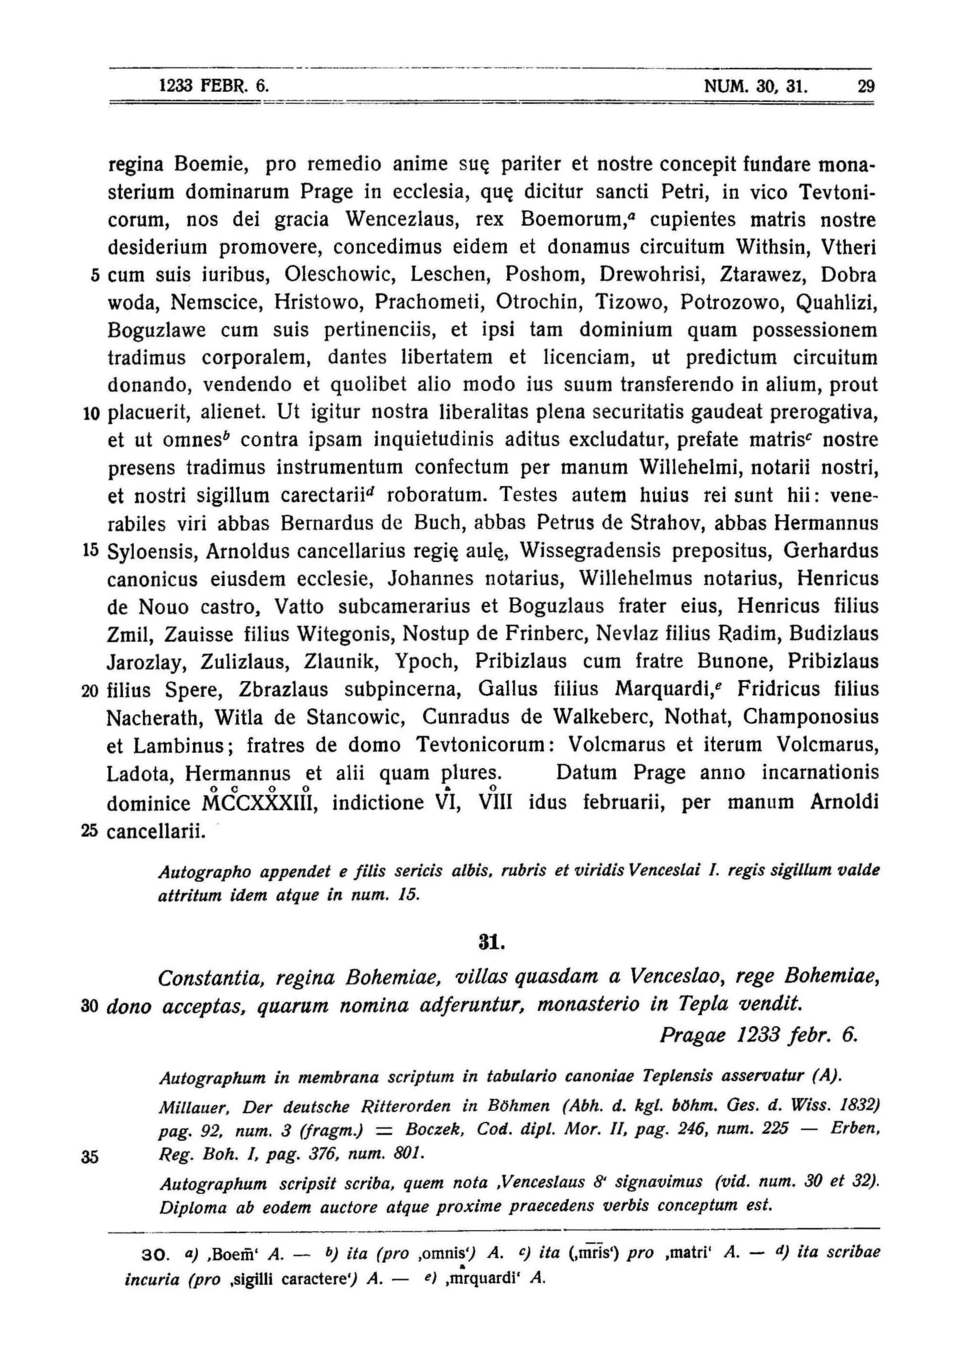 1233 FEBR. 6. NUM. 30, 31. 29
regina Boemie, pro remedio anime suę pariter et nostre concepit fundare mona-
sterium dominarum Prage in ecclesia, quę dicitur sancti Petri, in vico Tevtoni-
corum, nos dei gracia Wencezlaus, rex Boemorum,ᵃ cupientes matris nostre
desiderium promovere, concedimus eidem et donamus circuitum Withsin, Vtheri
5 cum suis iuribus, Oleschowic, Leschen, Poshom, Drewohrisi, Ztarawez, Dobra
woda, Nemscice, Hristowo, Prachometi, Otrochin, Tizowo, Potrozowo, Quahlizi,
Boguzlawe cum suis pertinenciis, et ipsi tam dominium quam possessionem
tradimus corporalem, dantes libertatem et licenciam, ut predictum circuitum
donando, vendendo et quolibet alio modo ius suum transferendo in alium, prout
10 placuerit, alienet. Ut igitur nostra liberalitas plena securitatis gaudeat prerogativa,
et ut omnesᵇ contra ipsam inquietudinis aditus excludatur, prefate matrisᶜ nostre
presens tradimus instrumentum confectum per manum Willehelmi, notarii nostri,
et nostri sigillum carectariiᵈ roboratum. Testes autem huius rei sunt hii: vene-
rabiles viri abbas Bernardus de Buch, abbas Petrus de Strahov, abbas Hermannus
15 Syloensis, Arnoldus cancellarius regię aulę, Wissegradensis prepositus, Gerhardus
canonicus eiusdem ecclesie, Johannes notarius, Willehelmus notarius, Henricus
de Nouo castro, Vatto subcamerarius et Boguzlaus frater eius, Henricus filius
Zmil, Zauisse filius Witegonis, Nostup de Frinberc, Nevlaz filius Radim, Budizlaus
Jarozlay, Zulizlaus, Zlaunik, Ypoch, Pribizlaus cum fratre Bunone, Pribizlaus
20 filius Spere, Zbrazlaus subpincerna, Gallus filius Marquardi,ᵉ Fridricus filius
Nacherath, Witla de Stancowic, Cunradus de Walkeberc, Nothat, Champonosius
et Lambinus; fratres de domo Tevtonicorum: Volcmarus et iterum Volcmarus,
Ladota, Hermannus et alii quam plures. Datum Prage anno incarnationis
dominice M̊C̊CXX̊XIII̊, indictione VI, VIII̊ idus februarii, per manum Arnoldi
25 cancellarii.
Autographo appendet e filis sericis albis, rubris et viridis Venceslai I. regis sigillum valde
attritum idem atque in num. 15.
31.
Constantia, regina Bohemiae, villas quasdam a Venceslao, rege Bohemiae,
30 dono acceptas, quarum nomina adferuntur, monasterio in Tepla vendit.
Pragae 1233 febr. 6.
Autographum in membrana scriptum in tabulario canoniae Teplensis asservatur (A).
Millauer, Der deutsche Ritterorden in Böhmen (Abh. d. kgl. böhm. Ges. d. Wiss. 1832)
pag. 92, num. 3 (fragm.) = Boczek, Cod. dipl. Mor. II, pag. 246, num. 225 — Erben,
35 Reg. Boh. I, pag. 376, num. 801.
Autographum scripsit scriba, quem nota ‚Venceslaus 8‘ signavimus (vid. num. 30 et 32).
Diploma ab eodem auctore atque proxime praecedens verbis conceptum est.
30. a) ‚Boem̄‘ A. — b) ita (pro ‚omnis‘) A. c) ita (‚mr̄is‘) pro ‚matri‘ A. — d) ita scribae
incuria (pro ‚sigilli caractere‘) A. — e) ‚mrquardi‘ A.